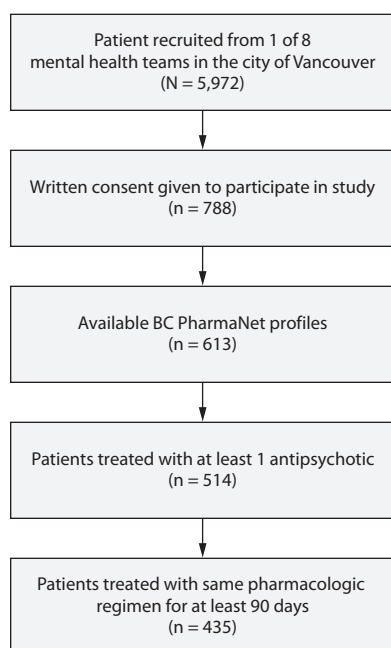 Patient recruited from 1 of 8
mental health teams in the city of Vancouver
(N = 5,972)
Written consent given to participate in study
(n = 788)
Available BC PharmaNet profiles
(n = 613)
Patients treated with at least 1 antipsychotic
(n = 514)
Patients treated with same pharmacologic
regimen for at least 90 days
(n = 435)